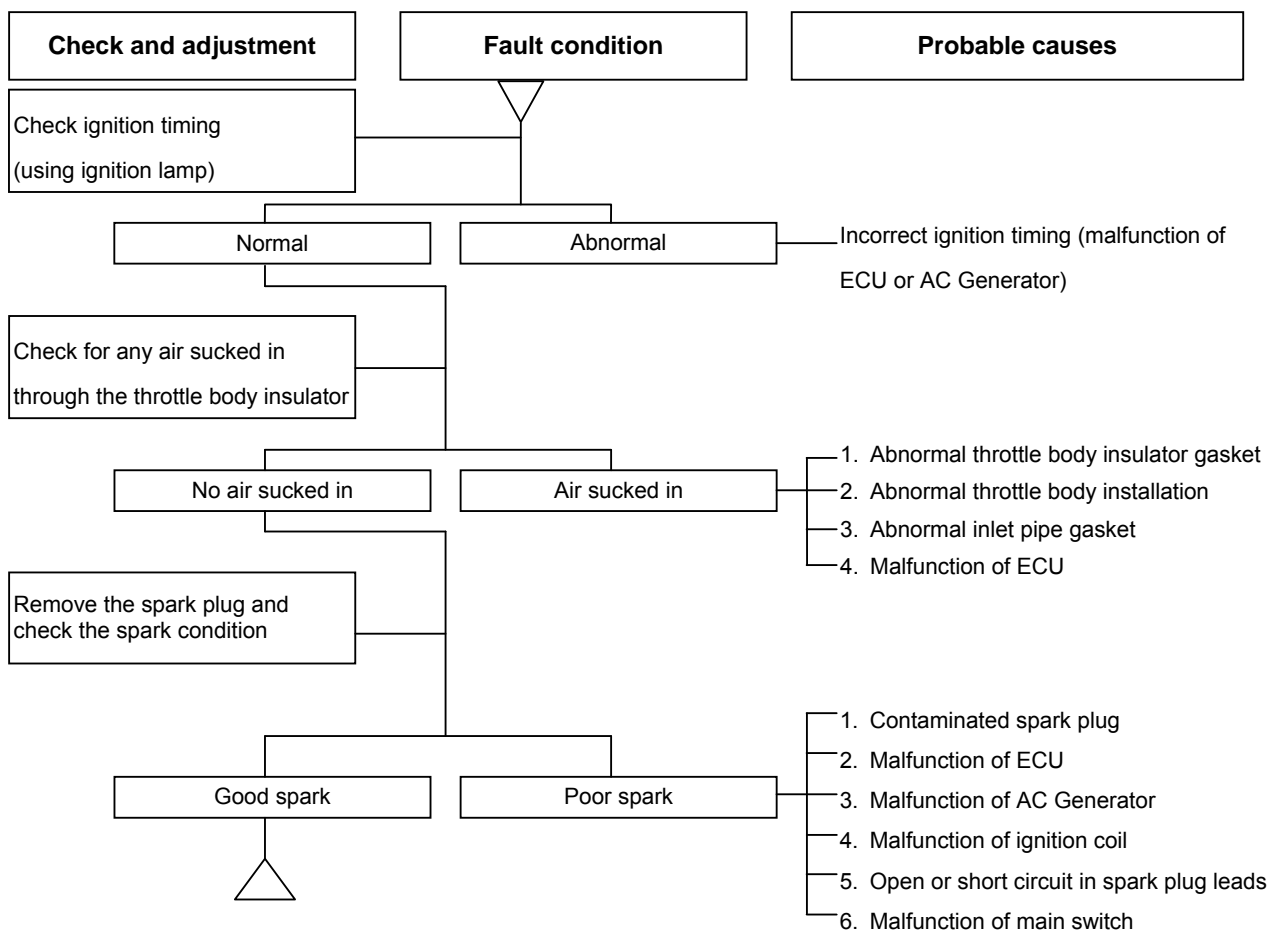 Check and adjustment
Fault condition
Probable causes
Check ignition timing
(using ignition lamp)
Normal
Abnormal
Incorrect ignition timing (malfunction of
ECU or AC Generator)
Check for any air sucked in
through the throttle body insulator
No air sucked in
Air sucked in
1. Abnormal throttle body insulator gasket
2. Abnormal throttle body installation
3. Abnormal inlet pipe gasket
4. Malfunction of ECU
Remove the spark plug and
check the spark condition
Good spark
Poor spark
1. Contaminated spark plug
2. Malfunction of ECU
3. Malfunction of AC Generator
4. Malfunction of ignition coil
5. Open or short circuit in spark plug leads
6. Malfunction of main switch